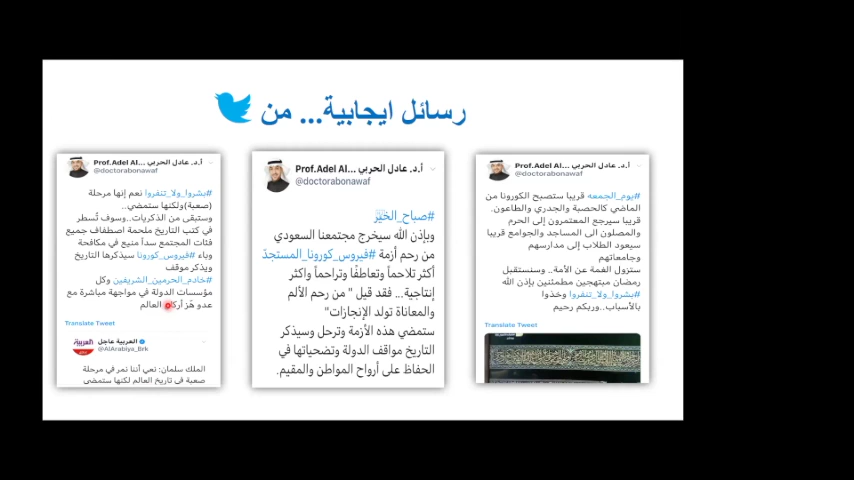 رسائل ايجابية... من
أ.د. عادل الحربي ...Prof.Adel Al
@doctorabonawaf
#يوم_الجمعه قريبا ستصبح الكورونا من
الماضي كالحصبة والجدري والطاعون.
قريبا سيرجع المعتمرون إلى الحرم
والمصلون الى المساجد والجوامع قريبا
سيعود الطلاب إلى مدارسهم
وجامعاتهم
ستزول الغمة عن الأمة.. وسنستقبل
رمضان مبتهجين مطمئنين بإذن الله
#بشروا_ولا_تنفروا وخذوا
بالأسباب..وربكم رحيم
Translate Tweet
أ.د. عادل الحربي ...Prof.Adel Al
@doctorabonawaf
#صباح_الخير
وبإذن الله سيخرج مجتمعنا السعودي
من رحم أزمة #فيروس_كورونا_المستجد
أكثر تلاحماً وتعاطفًا وتراحماً واكثر
إنتاجية... فقد قيل " من رحم الألم
والمعاناة تولد الإنجازات"
ستمضي هذه الأزمة وترحل وسيذكر
التاريخ مواقف الدولة وتضحياتها في
الحفاظ على أرواح المواطن والمقيم.
أ.د. عادل الحربي ...Prof.Adel Al
@doctorabonawaf
#بشروا_ولا_تنفروا نعم إنها مرحلة
(صعبة)ولكنها ستمضي..
وستبقى من الذكريات..وسوف تُسطر
في كتب التاريخ ملحمة اصطفاف جميع
فئات المجتمع سداً منيع في مكافحة
وباء #فيروس_كورونا سيذكرها التاريخ
ويذكر موقف
#خادم_الحرمين_الشريفين وكل
مؤسسات الدولة في مواجهة مباشرة مع
عدو هُز أركان العالم
Translate Tweet
العربية عاجل
@AlArabiya_Brk
الملك سلمان: نعي أننا نمر في مرحلة
صعبة في تاريخ العالم لكنها ستمضي